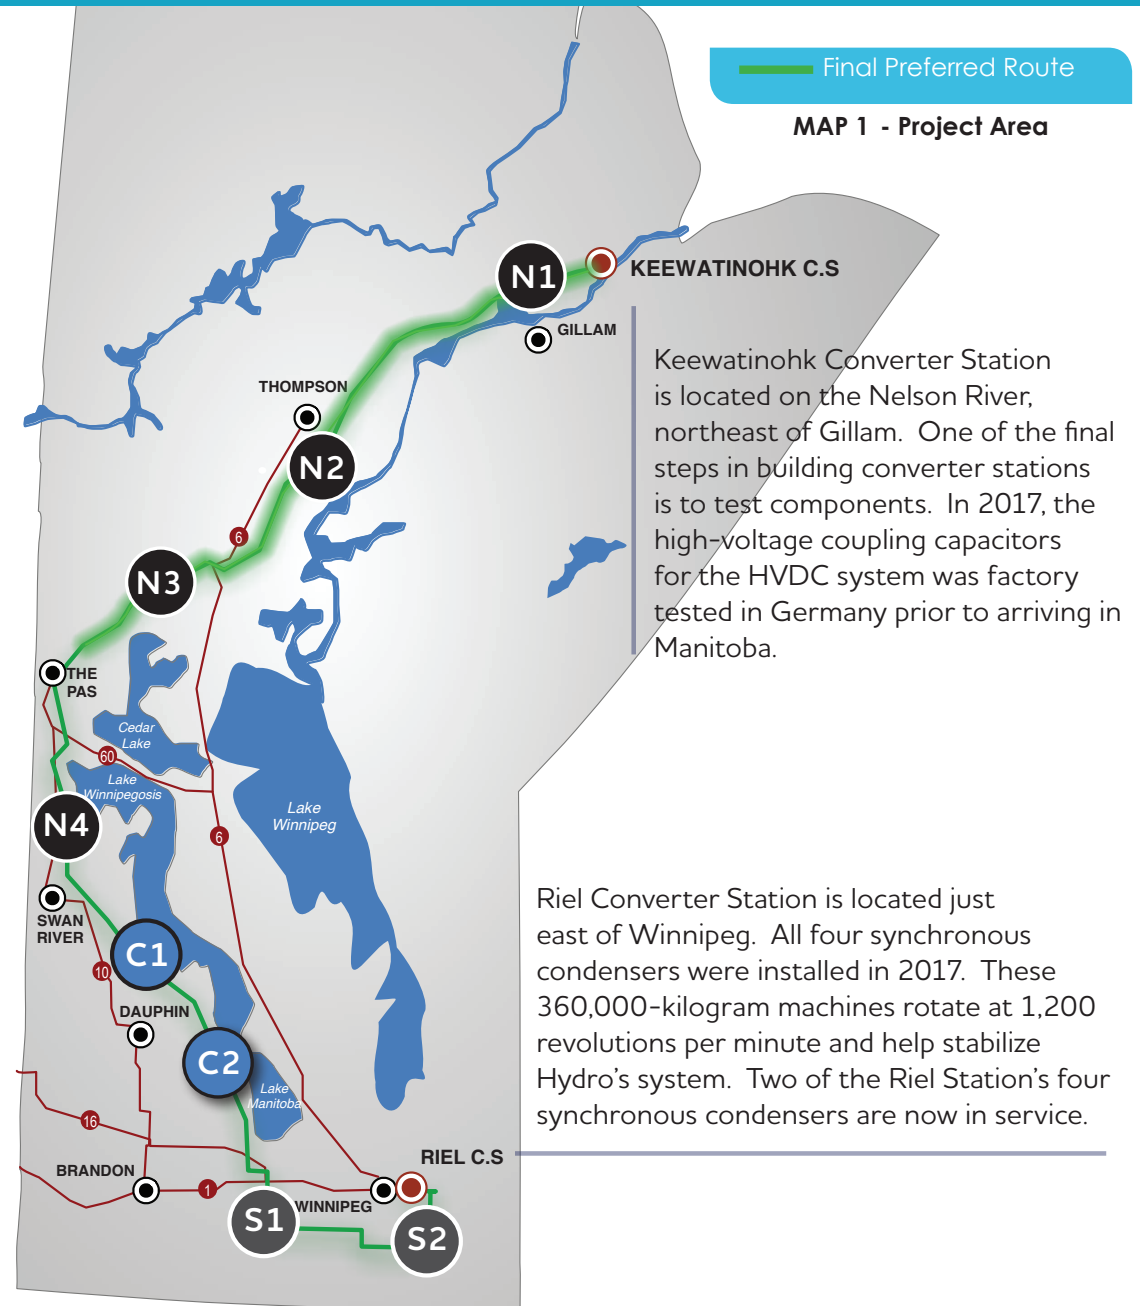 Final Preferred Route
MAP 1 - Project Area
N1
KEEWATINOHK C.S
GILLAM
Keewatinohk Converter Station
is located on the Nelson River,
northeast of Gillam. One of the final
steps in building converter stations
is to test components. In 2017, the
high-voltage coupling capacitors
for the HVDC system was factory
tested in Germany prior to arriving in
Manitoba.
THOMPSON
N2
6
N3
THE
PAS
Cedar
Lake
60
Lake
Winnipegosis
Lake
Winnipeg
N4
6
SWAN
RIVER
C1
10
DAUPHIN
C2
Lake
Manitoba
16
Riel Converter Station is located just
east of Winnipeg. All four synchronous
condensers were installed in 2017. These
360,000-kilogram machines rotate at 1,200
revolutions per minute and help stabilize
Hydro's system. Two of the Riel Station's four
synchronous condensers are now in service.
RIEL C.S
BRANDON
1
WINNIPEG
S1
S2